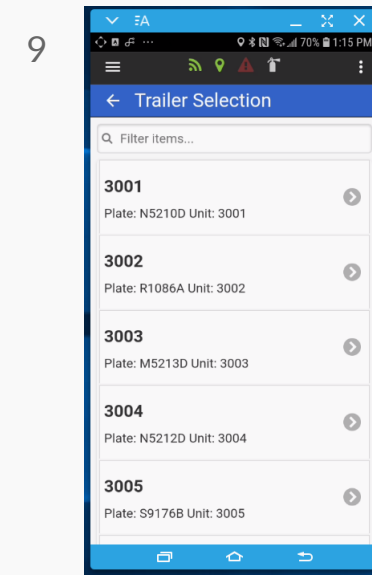 9
FA
70% 1:15 PM
Trailer Selection
Filter items...
3001
Plate: N5210D Unit: 3001
3002
Plate: R1086A Unit: 3002
3003
Plate: M5213D Unit: 3003
3004
Plate: N5212D Unit: 3004
3005
Plate: S9176B Unit: 3005